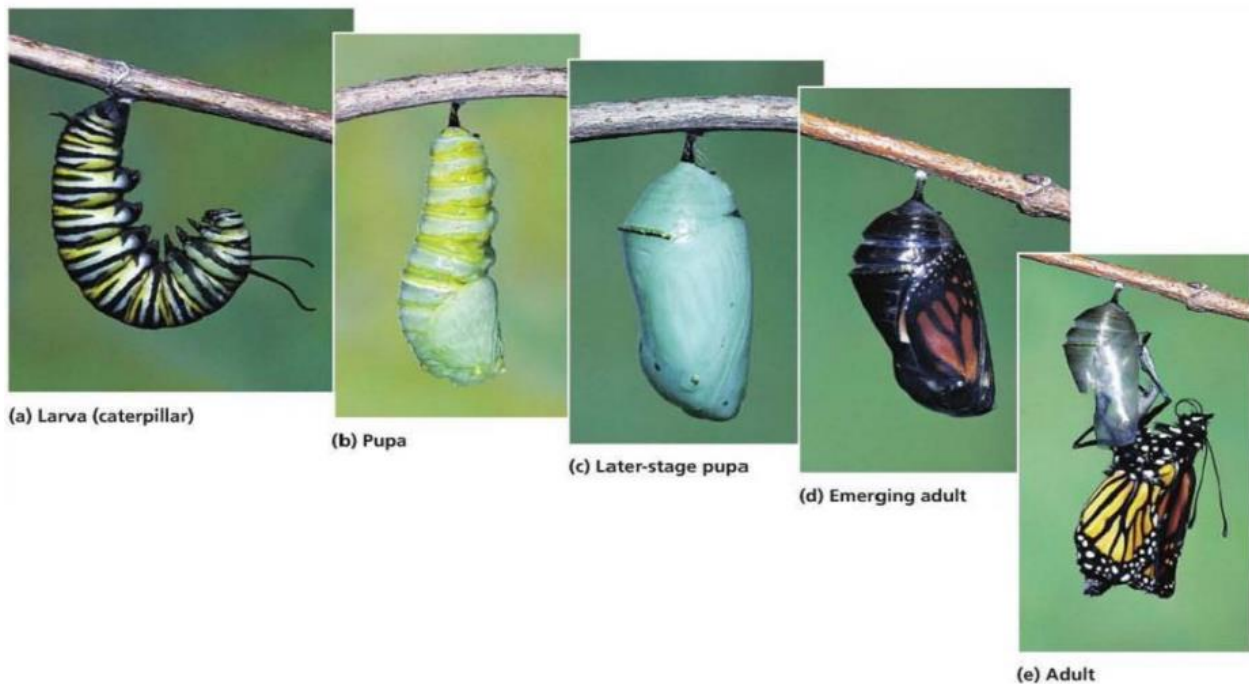 (a) Larva (caterpillar)
(b) Pupa
(c) Later-stage pupa
(d) Emerging adult
(e) Adult